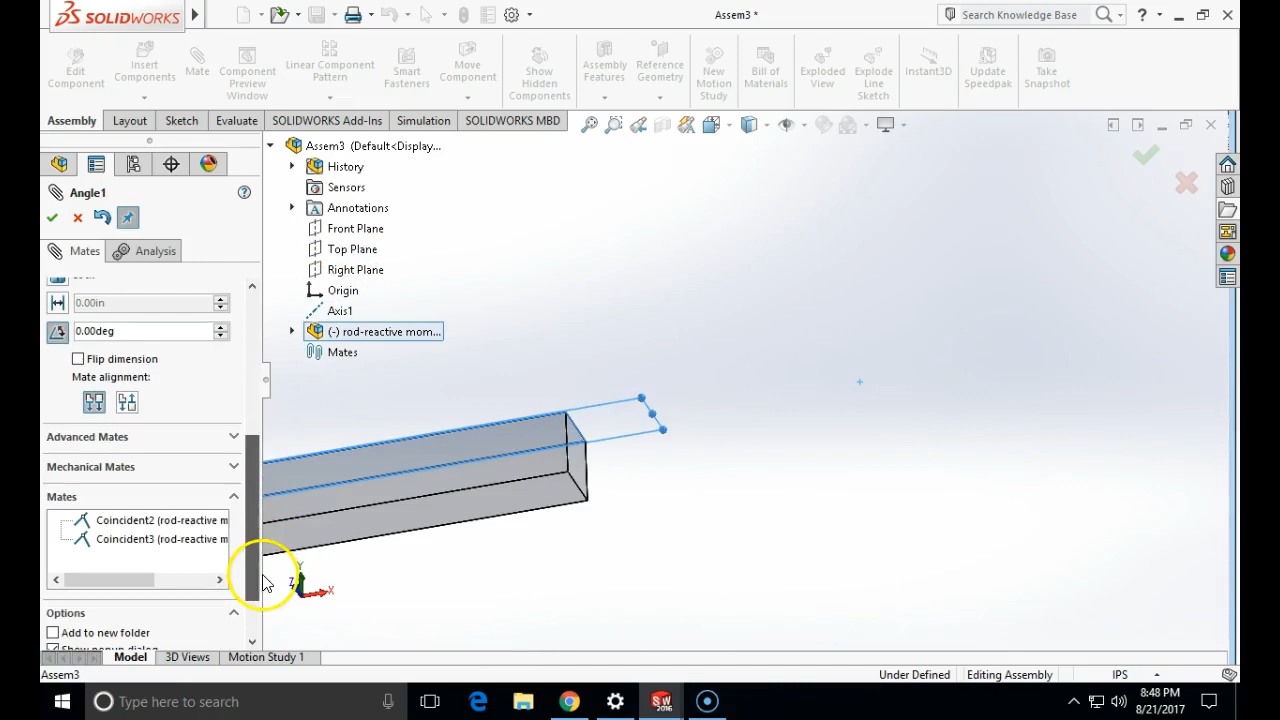 SOLIDWORKS
Assem3 *
Search Knowledge Base
Edit Component
Insert Components
Mate
Component Preview Window
Linear Component Pattern
Smart Fasteners
Move Component
Show Hidden Components
Assembly Features
Reference Geometry
New Motion Study
Bill of Materials
Exploded View
Explode Line Sketch
Instant3D
Update Speedpak
Take Snapshot
Assembly Layout Sketch Evaluate SOLIDWORKS Add-Ins Simulation SOLIDWORKS MBD
Assem3 (Default<Display...
History
Sensors
Annotations
Front Plane
Top Plane
Right Plane
Origin
Axis1
(-) rod-reactive mom...
Mates
Angle1
Mates Analysis
0.00in
0.00deg
Flip dimension
Mate alignment:
Advanced Mates
Mechanical Mates
Mates
Coincident2 (rod-reactive m
Coincident3 (rod-reactive m
Options
Add to new folder
Show popup dialog
Y
Z
X
Model 3D Views Motion Study 1
Assem3 Under Defined Editing Assembly IPS
Type here to search
SW 2016
8:48 PM
8/21/2017